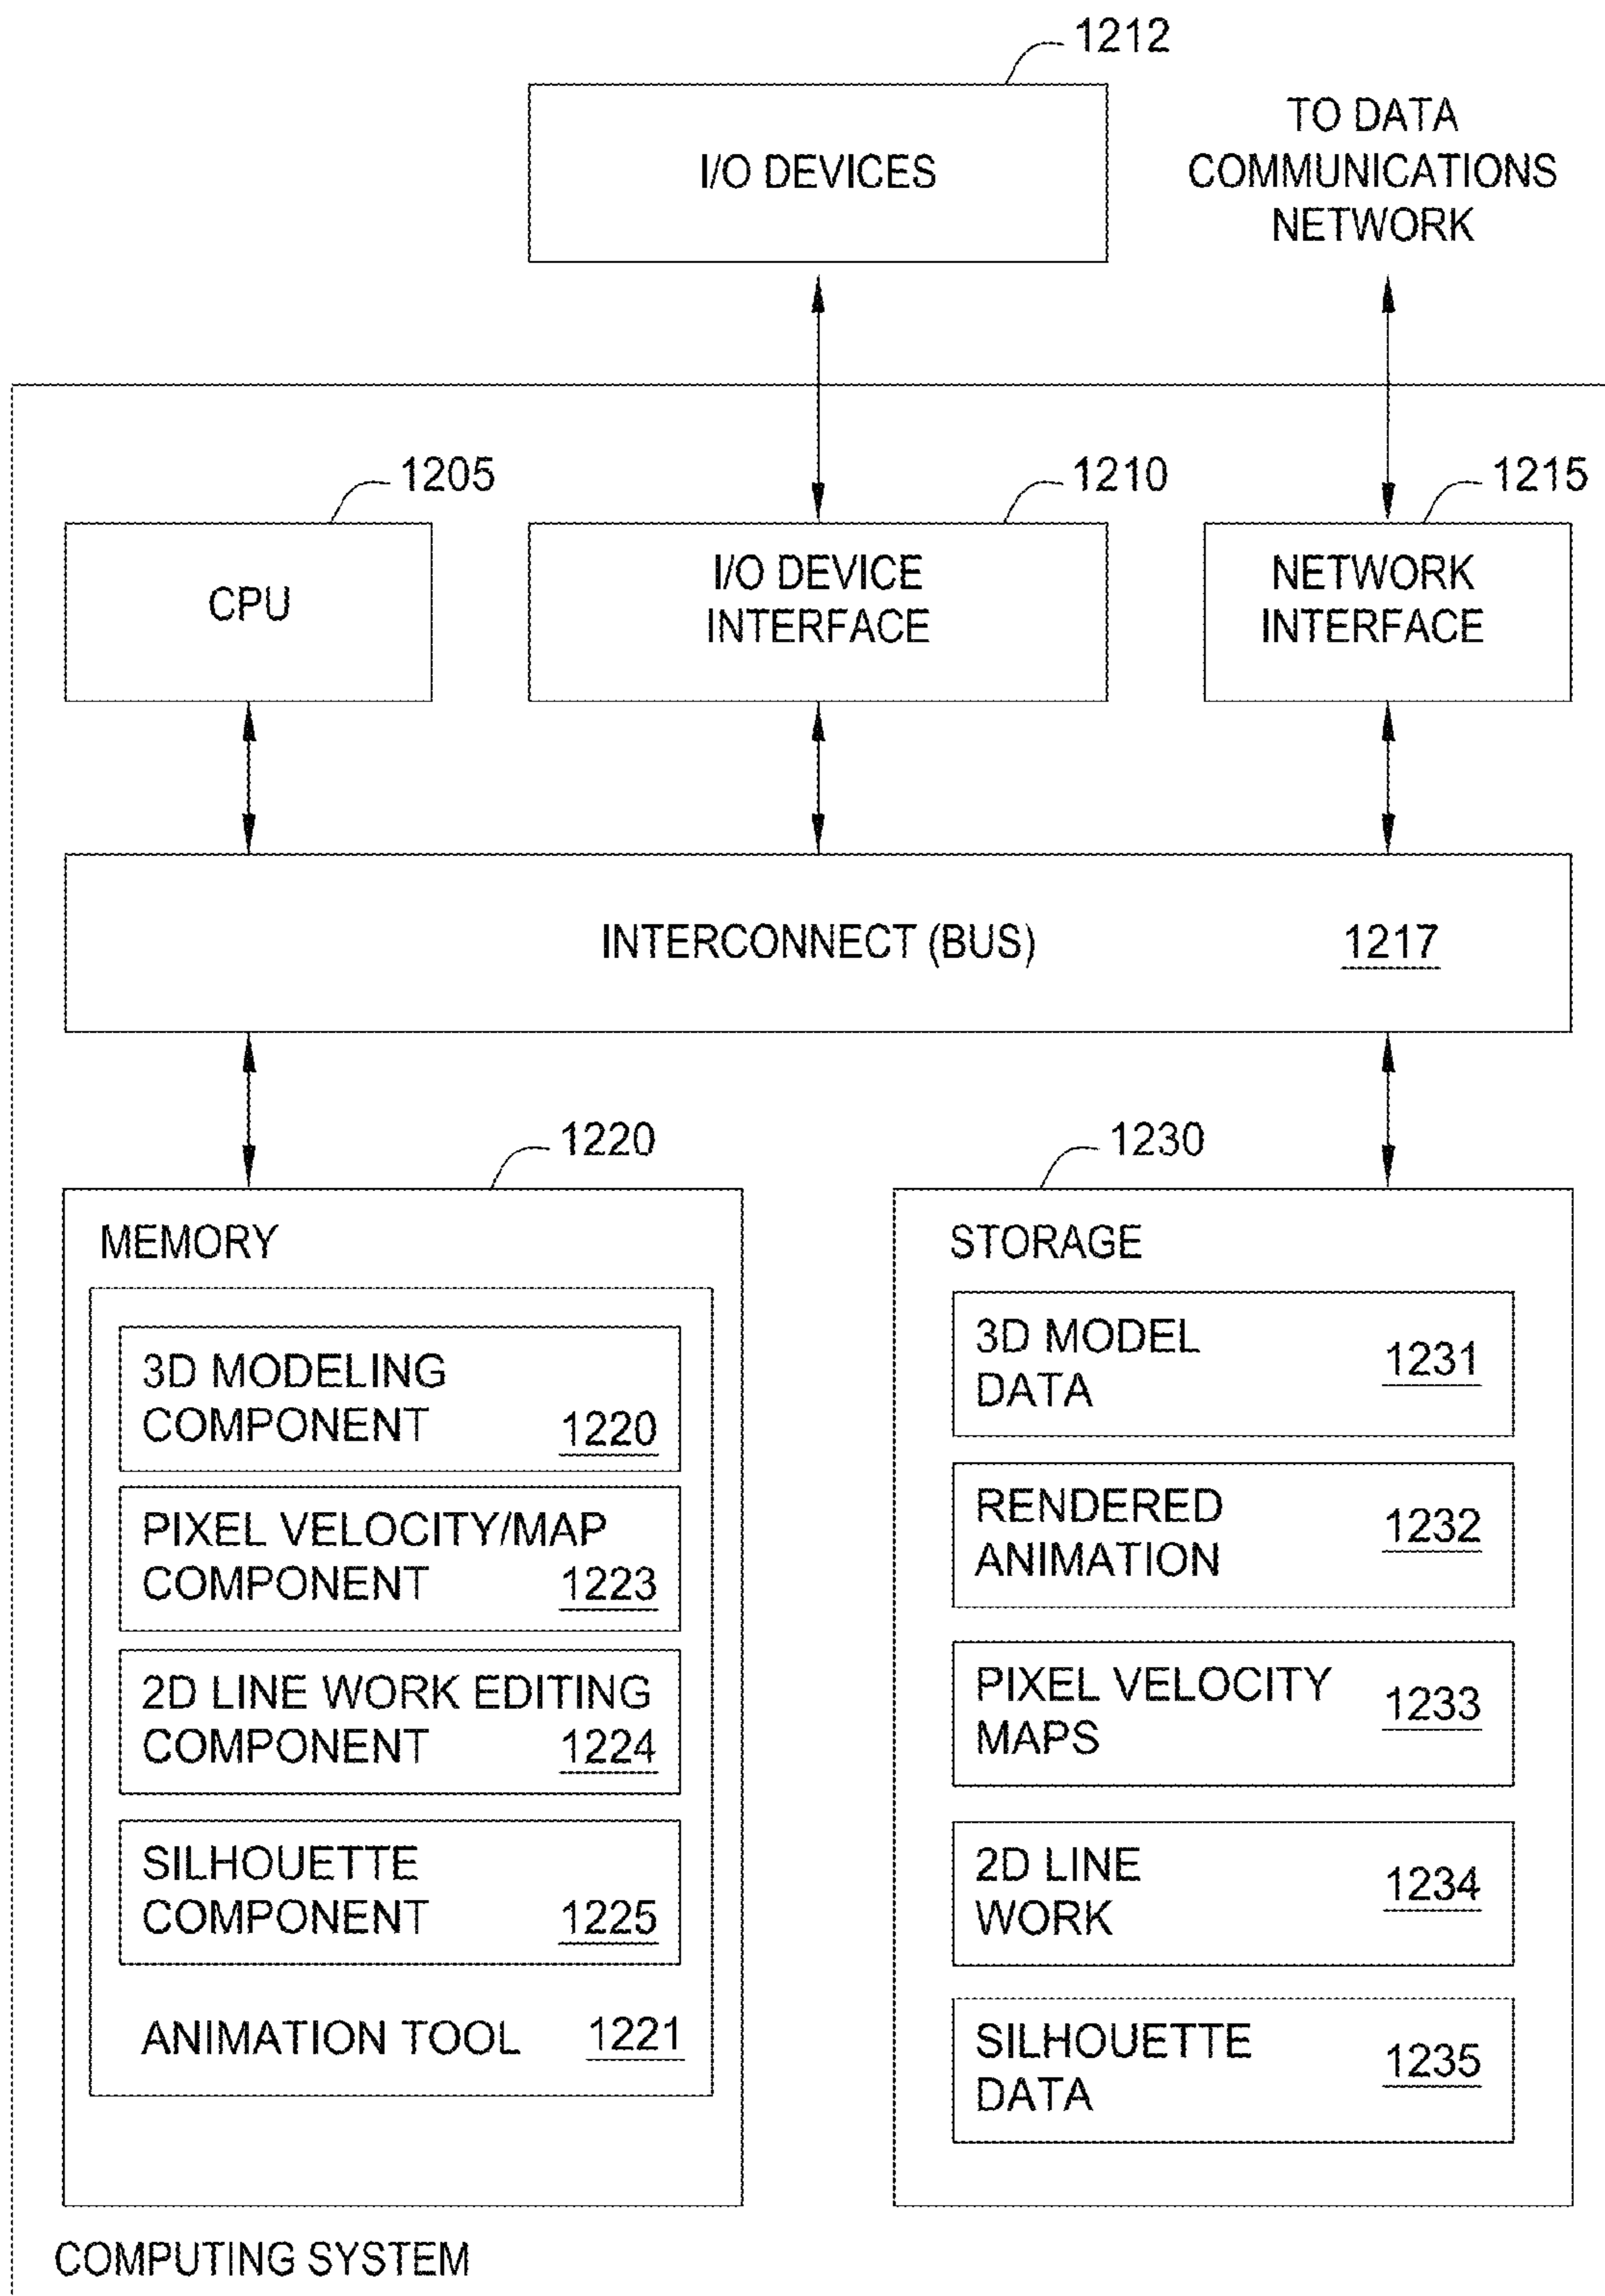 1212
I/O DEVICES
TO DATA
COMMUNICATIONS
NETWORK
1205
1210
1215
CPU
I/O DEVICE
INTERFACE
NETWORK
INTERFACE
INTERCONNECT (BUS)
1217
1220
1230
MEMORY
3D MODELING
COMPONENT
1220
PIXEL VELOCITY/MAP
COMPONENT
1223
2D LINE WORK EDITING
COMPONENT
1224
SILHOUETTE
COMPONENT
1225
ANIMATION TOOL
1221
STORAGE
3D MODEL
DATA
1231
RENDERED
ANIMATION
1232
PIXEL VELOCITY
MAPS
1233
2D LINE
WORK
1234
SILHOUETTE
DATA
1235
COMPUTING SYSTEM